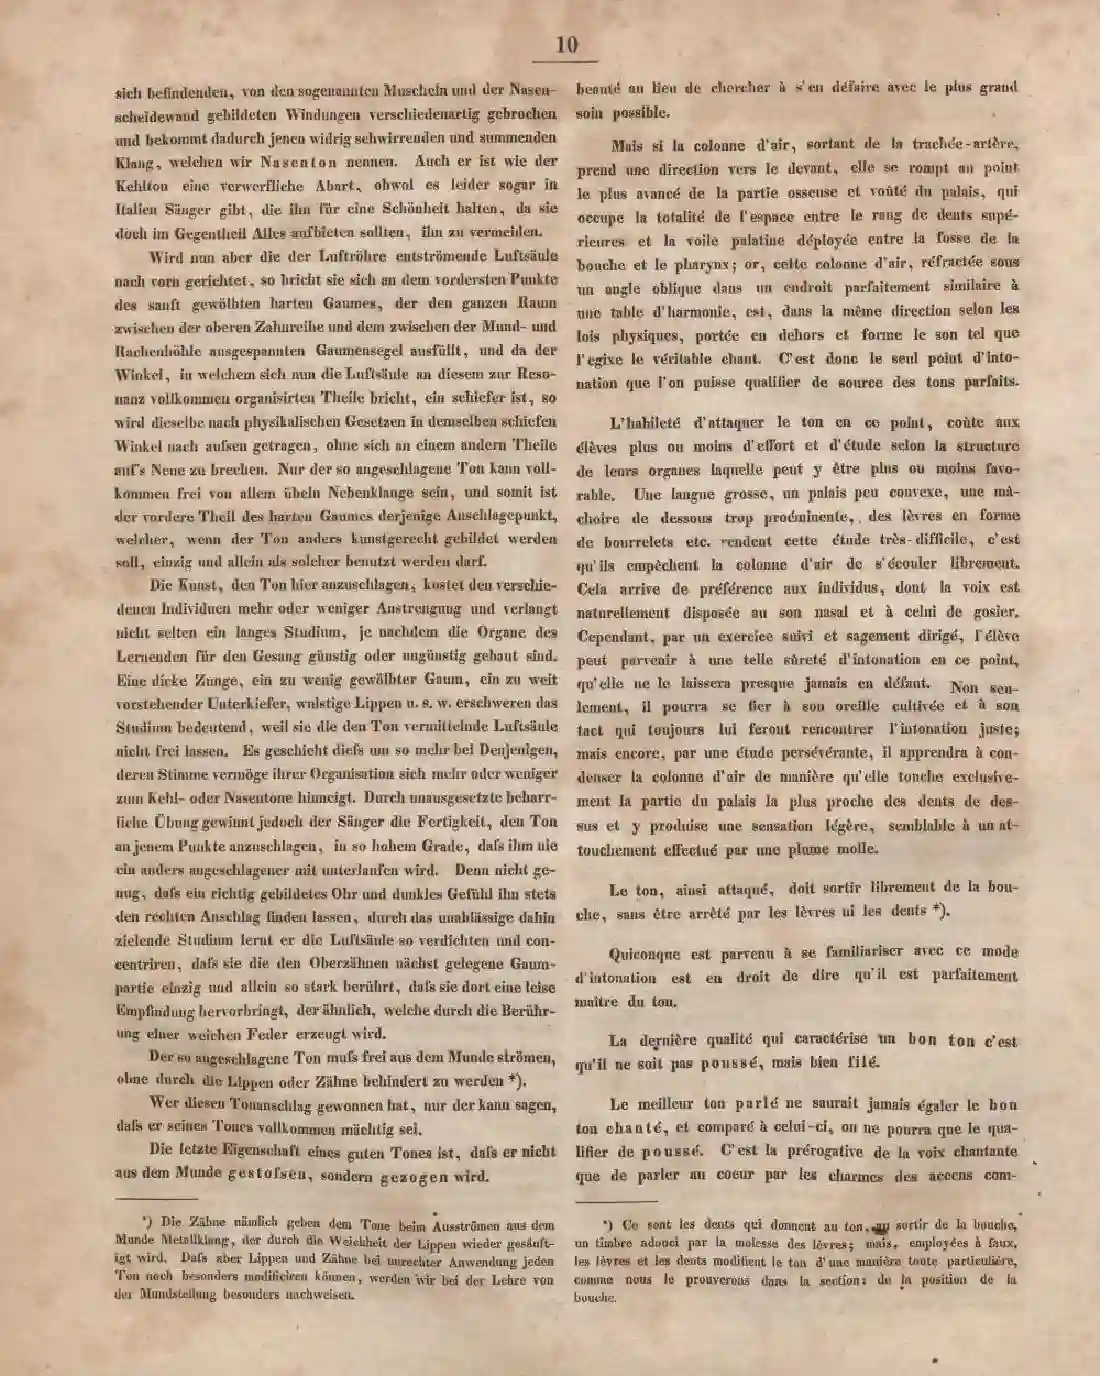 10
sich befindenden, von den sogenannten Muscheln und der Nasen-
scheidewand gebildeten Windungen verschiedenartig gebrochen
und bekommt dadurch jenen widrig schwirrenden und summenden
Klang, welchen wir Nasenton nennen. Auch er ist wie der
Kehlton eine verwerfliche Abart, obwol es leider sogar in
Italien Sänger gibt, die ihn für eine Schönheit halten, da sie
doch im Gegentheil Alles aufbieten sollten, ihn zu vermeiden.
Wird nun aber die der Luftröhre entströmende Luftsäule
nach vorn gerichtet, so bricht sie sich an dem vordersten Punkte
des sanft gewölbten harten Gaumes, der den ganzen Raum
zwischen der oberen Zahnreihe und dem zwischen der Mund- und
Rachenhöhle ausgespannten Gaumensegel ausfüllt, und da der
Winkel, in welchem sich nun die Luftsäule an diesem zur Reso-
nanz vollkommen organisirten Theile bricht, ein schiefer ist, so
wird dieselbe nach physikalischen Gesetzen in demselben schiefen
Winkel nach aufsen getragen, ohne sich an einem andern Theile
auf's Neue zu brechen. Nur der so angeschlagene Ton kann voll-
kommen frei von allem übeln Nebenklange sein, und somit ist
der vordere Theil des harten Gaumes derjenige Anschlagepunkt,
welcher, wenn der Ton anders kunstgerecht gebildet werden
soll, einzig und allein als solcher benutzt werden darf.
Die Kunst, den Ton hier anzuschlagen, kostet den verschie-
denen Individuen mehr oder weniger Anstrengung und verlangt
nicht selten ein langes Studium, je nachdem die Organe des
Lernenden für den Gesang günstig oder ungünstig gebaut sind.
Eine dicke Zunge, ein zu wenig gewölbter Gaum, ein zu weit
vorstehender Unterkiefer, wulstige Lippen u. s. w. erschweren das
Studium bedeutend, weil sie die den Ton vermittelnde Luftsäule
nicht frei lassen. Es geschieht diefs um so mehr bei Denjenigen,
deren Stimme vermöge ihrer Organisation sich mehr oder weniger
zum Kehl- oder Nasentone hinneigt. Durch unausgesetzte beharr-
liche Übung gewinnt jedoch der Sänger die Fertigkeit, den Ton
an jenem Punkte anzuschlagen, in so hohem Grade, dafs ihm nie
ein anders angeschlagener mit unterlaufen wird. Denn nicht ge-
nug, dafs ein richtig gebildetes Ohr und dunkles Gefühl ihn stets
den rechten Anschlag finden lassen, durch das unablässige dahin
zielende Studium lernt er die Luftsäule so verdichten und con-
centriren, dafs sie die den Oberzähnen nächst gelegene Gaum-
partie einzig und allein so stark berührt, dafs sie dort eine leise
Empfindung hervorbringt, der ähnlich, welche durch die Berühr-
ung einer weichen Feder erzeugt wird.
Der so angeschlagene Ton mufs frei aus dem Munde strömen,
ohne durch die Lippen oder Zähne behindert zu werden *).
Wer diesen Tonanschlag gewonnen hat, nur der kann sagen,
dafs er seines Tones vollkommen mächtig sei.
Die letzte Eigenschaft eines guten Tones ist, dafs er nicht
aus dem Munde gestofsen, sondern gezogen wird.
*) Die Zähne nämlich geben dem Tone beim Ausströmen aus dem
Munde Metallklang, der durch die Weichheit der Lippen wieder gesänft-
igt wird. Dafs aber Lippen und Zähne bei unrechter Anwendung jeden
Ton noch besonders modificiren können, werden wir bei der Lehre von
der Mundstellung besonders nachweisen.
beauté au lieu de chercher à s'en défaire avec le plus grand
soin possible.
Mais si la colonne d'air, sortant de la trachée-artère,
prend une direction vers le devant, elle se rompt au point
le plus avancé de la partie osseuse et voûté du palais, qui
occupe la totalité de l'espace entre le rang de dents supé-
rieures et la voile palatine déployée entre la fosse de la
bouche et le pharynx; or, cette colonne d'air, réfractée sous
un angle oblique dans un endroit parfaitement similaire à
une table d'harmonie, est, dans la même direction selon les
lois physiques, portée en dehors et forme le son tel que
l'egixe le véritable chant. C'est donc le seul point d'into-
nation que l'on puisse qualifier de source des tons parfaits.
L'habileté d'attaquer le ton en ce point, coûte aux
élèves plus ou moins d'effort et d'étude selon la structure
de leurs organes laquelle peut y être plus ou moins favo-
rable. Une langue grosse, un palais peu convexe, une mâ-
choire de dessous trop proéminente, des lèvres en forme
de bourrelets etc. rendent cette étude très-difficile, c'est
qu'ils empêchent la colonne d'air de s'écouler librement.
Cela arrive de préférence aux individus, dont la voix est
naturellement disposée au son nasal et à celui de gosier.
Cependant, par un exercice suivi et sagement dirigé, l'élève
peut parvenir à une telle sûreté d'intonation en ce point,
qu'elle ne le laissera presque jamais en défaut. Non seu-
lement, il pourra se fier à son oreille cultivée et à son
tact qui toujours lui feront rencontrer l'intonation juste;
mais encore, par une étude persévérante, il apprendra à con-
denser la colonne d'air de manière qu'elle touche exclusive-
ment la partie du palais la plus proche des dents de des-
sus et y produise une sensation légère, semblable à un at-
touchement effectué par une plume molle.
Le ton, ainsi attaqué, doit sortir librement de la bou-
che, sans être arrêté par les lèvres ni les dents *).
Quiconque est parvenu à se familiariser avec ce mode
d'intonation est en droit de dire qu'il est parfaitement
maître du ton.
La dernière qualité qui caractérise un bon ton c'est
qu'il ne soit pas poussé, mais bien filé.
Le meilleur ton parlé ne saurait jamais égaler le bon
ton chanté, et comparé à celui-ci, on ne pourra que le qua-
lifier de poussé. C'est la prérogative de la voix chantante
que de parler au coeur par les charmes des accens com-
*) Ce sont les dents qui donnent au ton, au sortir de la bouche,
un timbre adouci par la molesse des lèvres; mais, employées à faux,
les lèvres et les dents modifient le ton d'une manière toute particulière,
comme nous le prouverons dans la section: de la position de la
bouche.